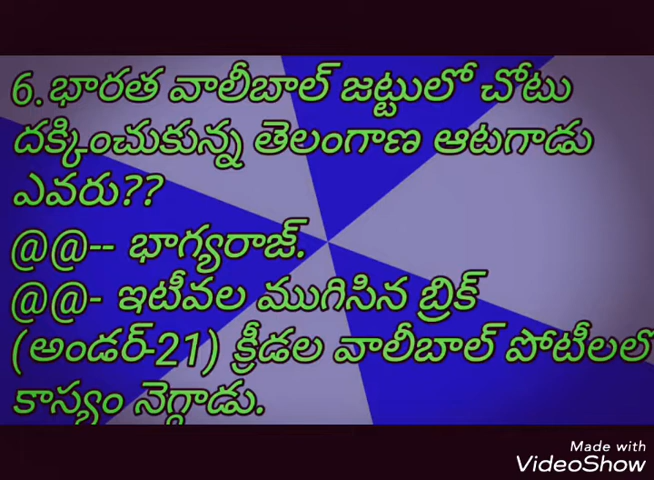 6.భారత వాలీబాల్ జట్టులో చోటు
దక్కించుకున్న తెలంగాణ ఆటగాడు
ఎవరు??
@@-- భాగ్యరాజ్.
@@- ఇటీవల ముగిసిన బ్రిక్
(అండర్-21) క్రీడల వాలీబాల్ పోటీలలో
కాస్యం నెగ్గాడు.
Made with
VideoShow